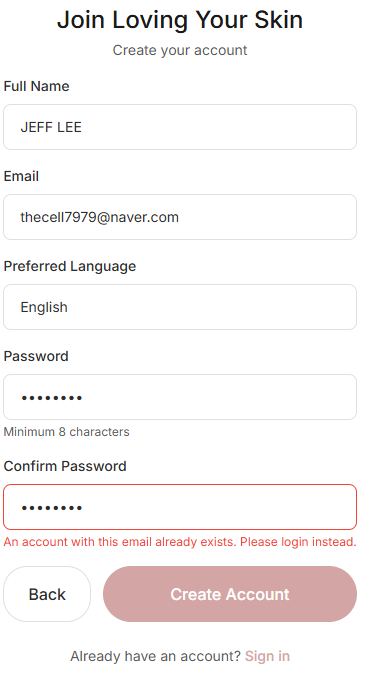 Join Loving Your Skin
Create your account
Full Name
JEFF LEE
Email
thecell7979@naver.com
Preferred Language
English
Password
••••••••
Minimum 8 characters
Confirm Password
••••••••
An account with this email already exists. Please login instead.
Back
Create Account
Already have an account? Sign in